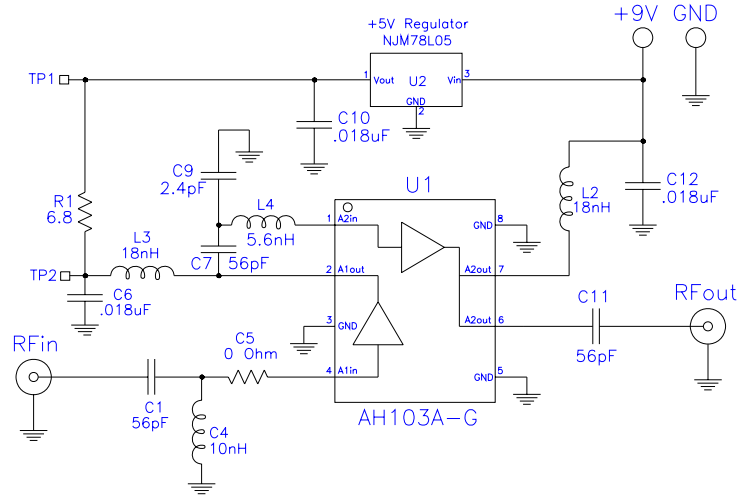 +5V Regulator
NJM78L05
+9V GND
TP1
1 Vout U2 Vin 3
GND
2
C10
.018uF
C9
2.4pF
U1
L2
18nH
C12
.018uF
R1
6.8
L4
5.6nH
1 A2in
GND 8
L3
18nH
C7 56pF
TP2
2 A1out
A2out 7
C6
.018uF
3 GND
A2out 6
C11
56pF
RFout
RFin
C5
0 Ohm
4 A1in
GND 5
C1
56pF
C4
10nH
AH103A-G